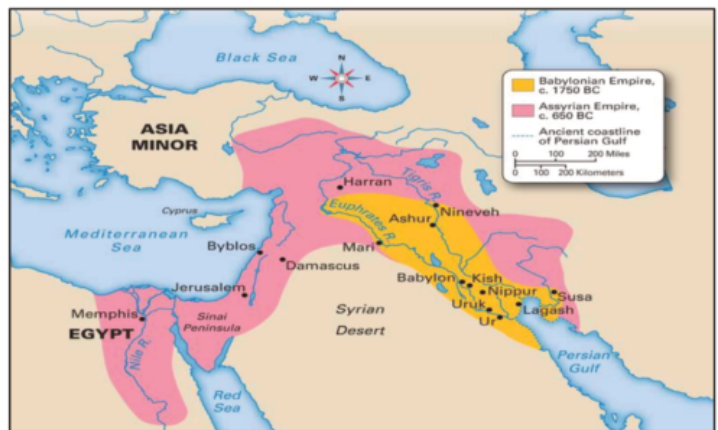 Black Sea
N
W
E
S
Babylonian Empire,
c. 1750 BC
Assyrian Empire,
c. 650 BC
Ancient coastline
of Persian Gulf
0 100 200 Miles
0 100 200 Kilometers
ASIA
MINOR
Harran
Tigris R.
Nineveh
Ashur
Euphrates R.
Cyprus
Mediterranean
Sea
Byblos
Mari
Damascus
Babylon
Kish
Nippur
Susa
Jerusalem
Uruk
Lagash
Ur
Syrian
Desert
Memphis
Sinai
Peninsula
EGYPT
Nile R.
Persian
Gulf
Red
Sea